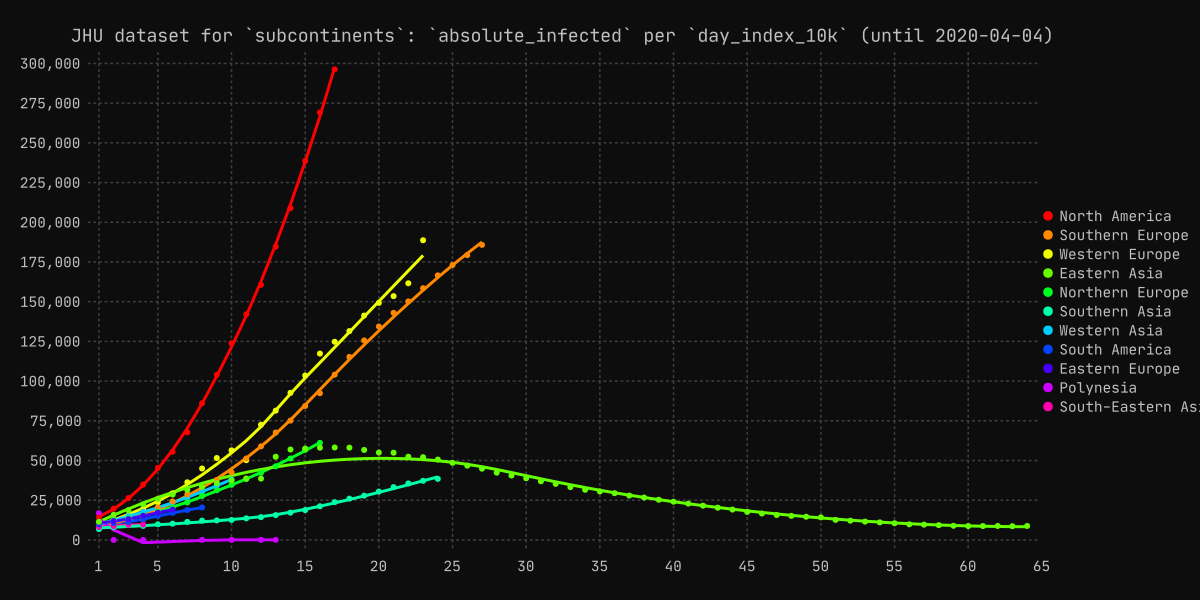 JHU dataset for `subcontinents`: `absolute_infected` per `day_index_10k` (until 2020-04-04)
300,000
275,000
250,000
225,000
200,000
175,000
150,000
125,000
100,000
75,000
50,000
25,000
0
1 5 10 15 20 25 30 35 40 45 50 55 60 65
North America
Southern Europe
Western Europe
Eastern Asia
Northern Europe
Southern Asia
Western Asia
South America
Eastern Europe
Polynesia
South-Eastern As